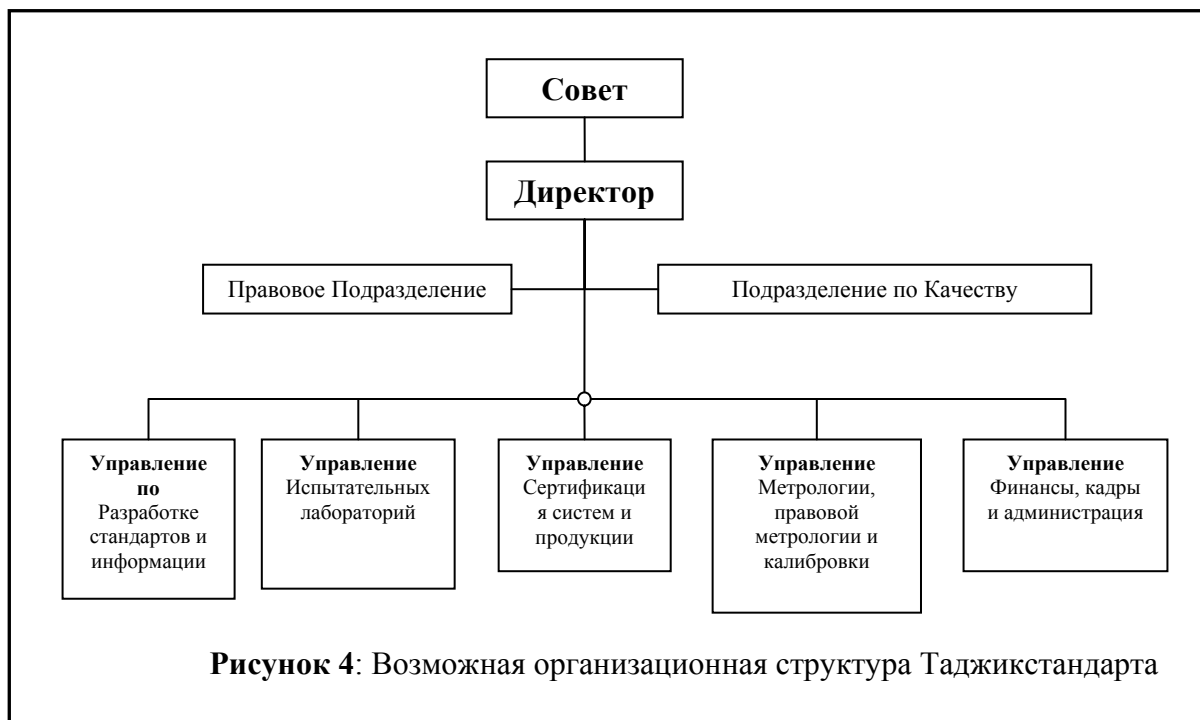 Совет
Директор
Правовое Подразделение
Подразделение по Качеству
Управление
по
Разработке
стандартов и
информации
Управление
Испытательных
лабораторий
Управление
Сертификаци
я систем и
продукции
Управление
Метрологии,
правовой
метрологии и
калибровки
Управление
Финансы, кадры
и администрация
Рисунок 4: Возможная организационная структура Таджикстандарта